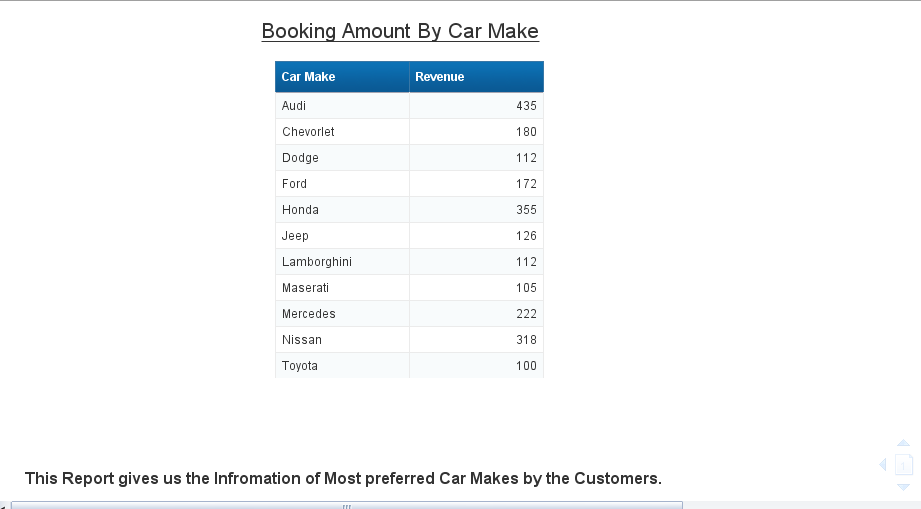 Booking Amount By Car Make
Car Make Revenue
Audi 435
Chevorlet 180
Dodge 112
Ford 172
Honda 355
Jeep 126
Lamborghini 112
Maserati 105
Mercedes 222
Nissan 318
Toyota 100
1
This Report gives us the Infromation of Most preferred Car Makes by the Customers.